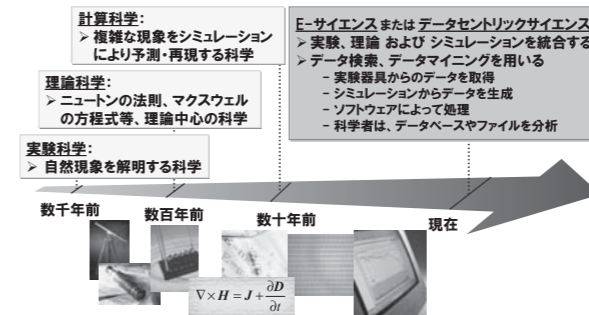 計算科学:
➢ 複雑な現象をシミュレーション
により予測・再現する科学
E-サイエンス または データセントリックサイエンス
➢ 実験、理論 および シミュレーションを統合する
➢ データ検索、データマイニングを用いる
− 実験器具からのデータを取得
− シミュレーションからデータを生成
− ソフトウェアによって処理
− 科学者は、データベースやファイルを分析
理論科学:
➢ ニュートンの法則、マクスウェル
の方程式等、理論中心の科学
実験科学:
➢ 自然現象を解明する科学
数千年前
数百年前
数十年前
現在
∇×H = J + ∂D/∂t